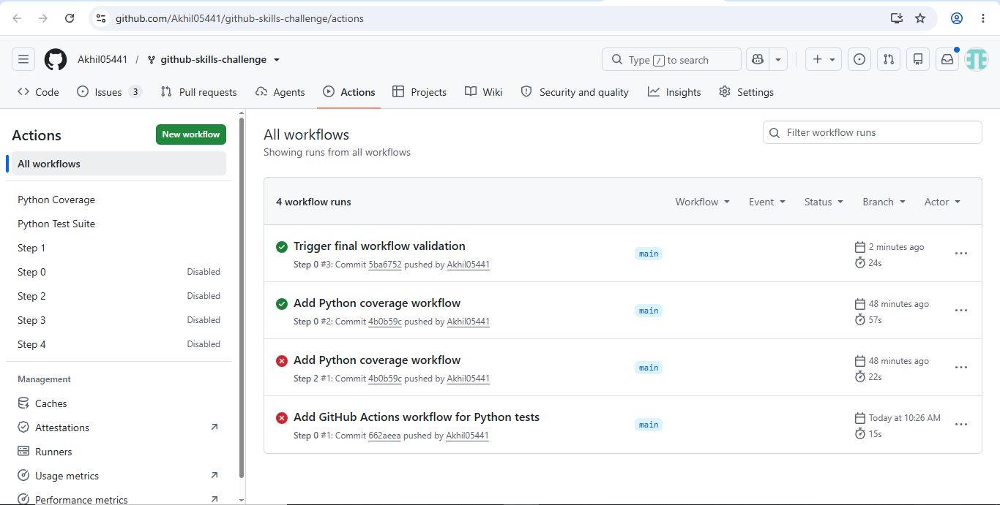 github.com/Akhil05441/github-skills-challenge/actions
Akhil05441 / github-skills-challenge
Type / to search
Code Issues 3 Pull requests Agents Actions Projects Wiki Security and quality Insights Settings
Actions
New workflow
All workflows
Python Coverage
Python Test Suite
Step 1
Step 0 Disabled
Step 2 Disabled
Step 3 Disabled
Step 4 Disabled
Management
Caches
Attestations
Runners
Usage metrics
Performance metrics
All workflows
Showing runs from all workflows
Filter workflow runs
4 workflow runs
Workflow Event Status Branch Actor
Trigger final workflow validation
Step 0 #3: Commit 5ba6752 pushed by Akhil05441
main
2 minutes ago
24s
Add Python coverage workflow
Step 0 #2: Commit 4b0b59c pushed by Akhil05441
main
48 minutes ago
57s
Add Python coverage workflow
Step 2 #1: Commit 4b0b59c pushed by Akhil05441
main
48 minutes ago
22s
Add GitHub Actions workflow for Python tests
Step 0 #1: Commit 662aeea pushed by Akhil05441
main
Today at 10:26 AM
15s